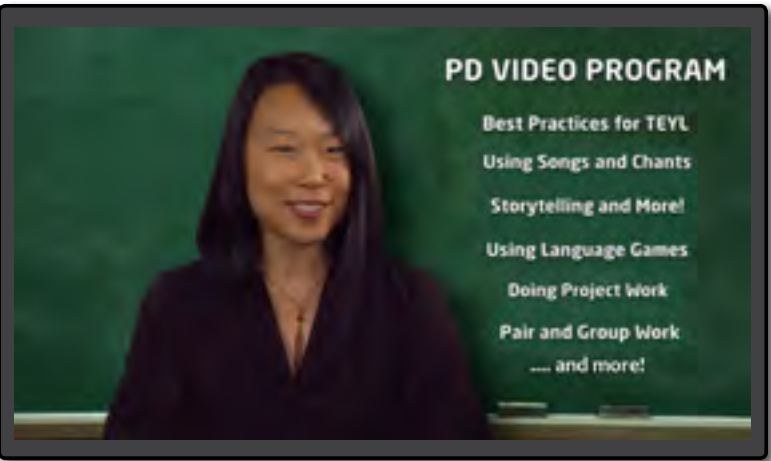 PD VIDEO PROGRAM
Best Practices for TEYL
Using Songs and Chants
Storytelling and More!
Using Language Games
Doing Project Work
Pair and Group Work
.... and more!